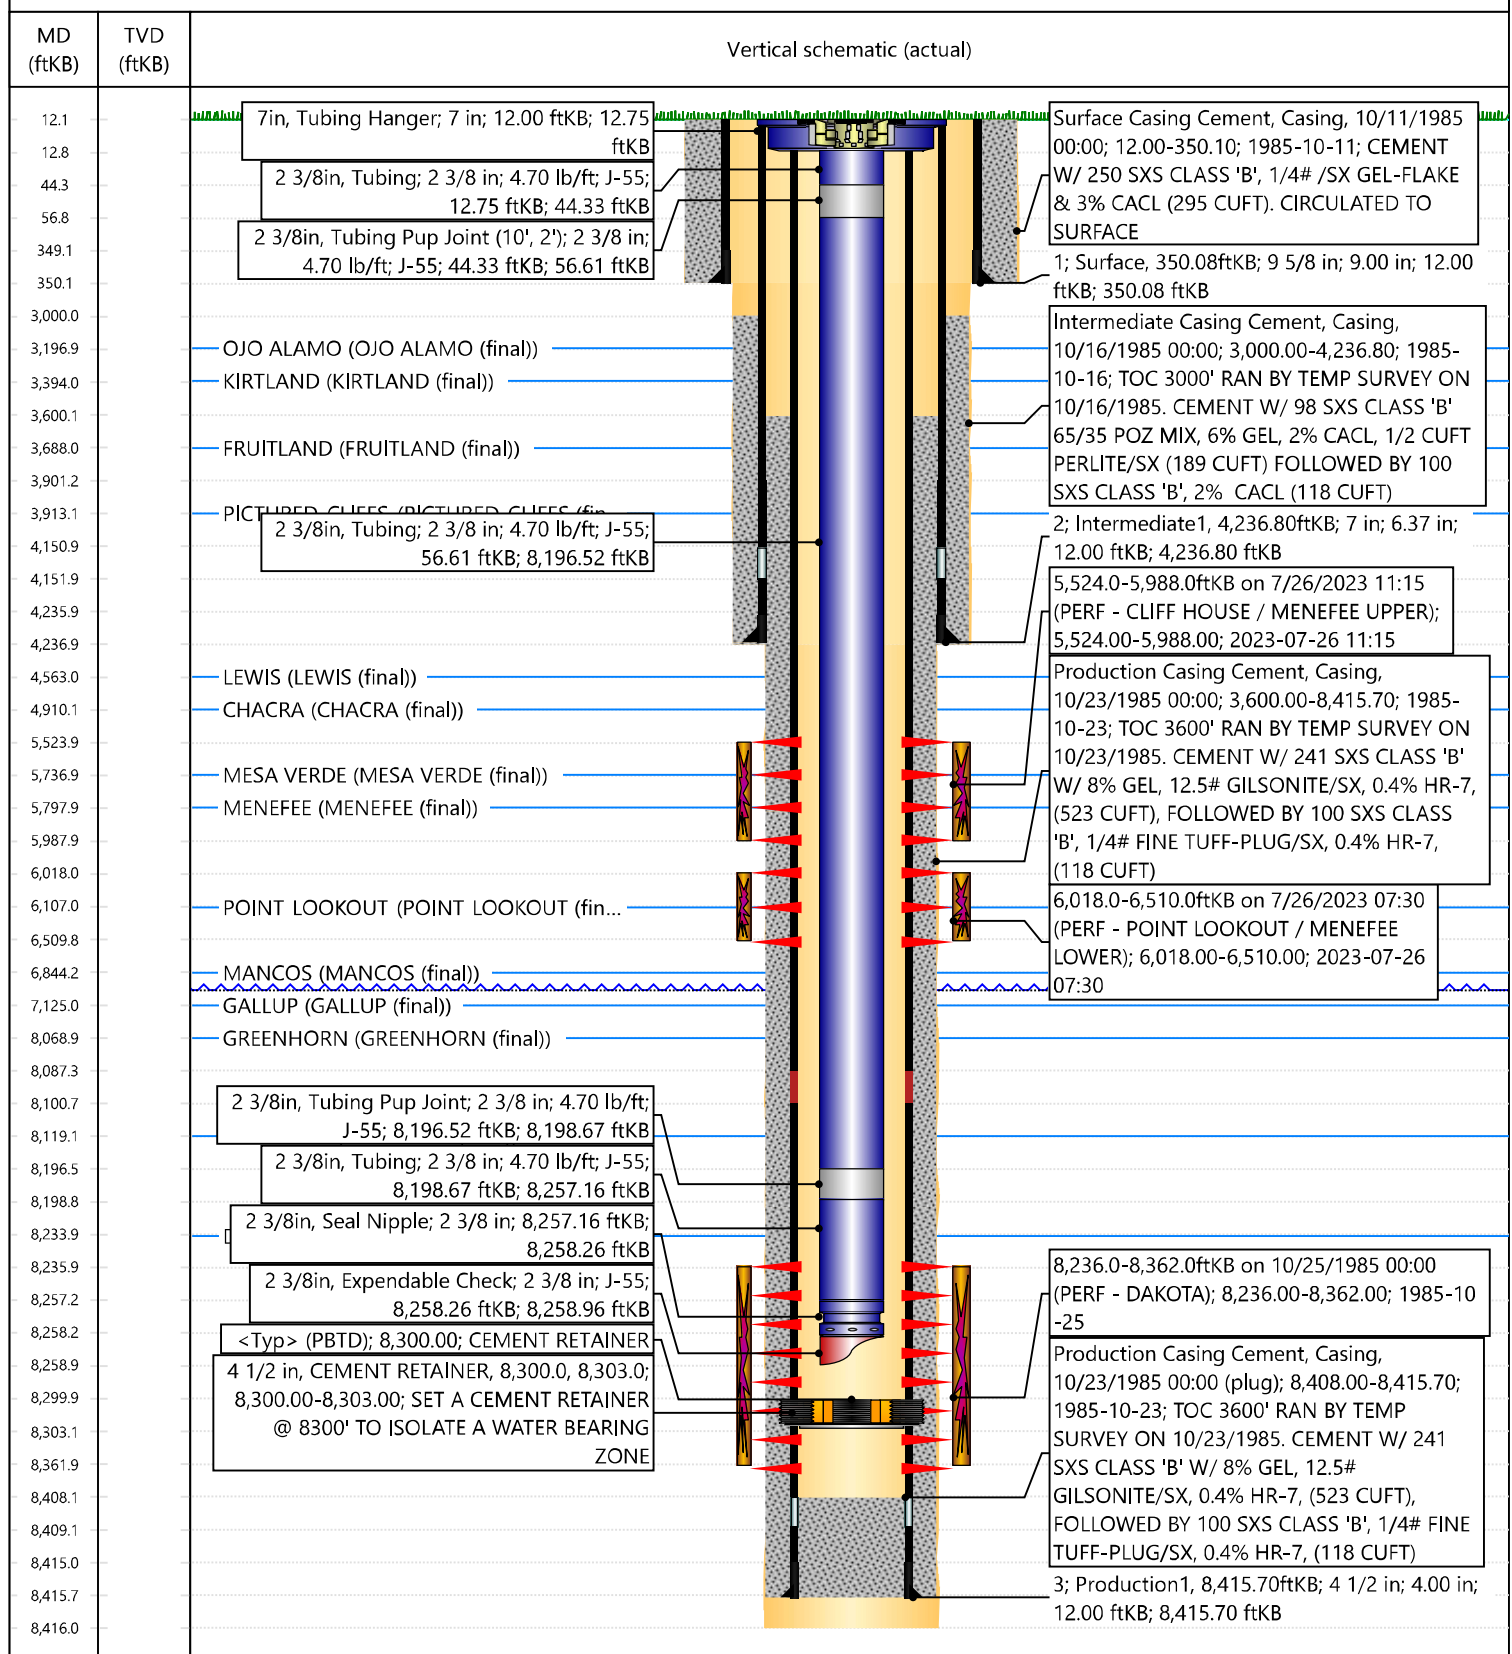 MD
(ftKB)
TVD
(ftKB)
Vertical schematic (actual)
12.1
12.8
44.3
56.8
349.1
350.1
3,000.0
3,196.9
3,394.0
3,600.1
3,688.0
3,901.2
3,913.1
4,150.9
4,151.9
4,235.9
4,236.9
4,563.0
4,910.1
5,523.9
5,736.9
5,797.9
5,987.9
6,018.0
6,107.0
6,509.8
6,844.2
7,125.0
8,068.9
8,087.3
8,100.7
8,119.1
8,196.5
8,198.8
8,233.9
8,235.9
8,257.2
8,258.2
8,258.9
8,299.9
8,303.1
8,361.9
8,408.1
8,409.1
8,415.0
8,415.7
8,416.0
7in, Tubing Hanger; 7 in; 12.00 ftKB; 12.75
ftKB
2 3/8in, Tubing; 2 3/8 in; 4.70 lb/ft; J-55;
12.75 ftKB; 44.33 ftKB
2 3/8in, Tubing Pup Joint (10', 2'); 2 3/8 in;
4.70 lb/ft; J-55; 44.33 ftKB; 56.61 ftKB
OJO ALAMO (OJO ALAMO (final))
KIRTLAND (KIRTLAND (final))
FRUITLAND (FRUITLAND (final))
PICTURED CLIFFS (PICTURED CLIFFS (fin...
2 3/8in, Tubing; 2 3/8 in; 4.70 lb/ft; J-55;
56.61 ftKB; 8,196.52 ftKB
LEWIS (LEWIS (final))
CHACRA (CHACRA (final))
MESA VERDE (MESA VERDE (final))
MENEFEE (MENEFEE (final))
POINT LOOKOUT (POINT LOOKOUT (fin...
MANCOS (MANCOS (final))
GALLUP (GALLUP (final))
GREENHORN (GREENHORN (final))
2 3/8in, Tubing Pup Joint; 2 3/8 in; 4.70 lb/ft;
J-55; 8,196.52 ftKB; 8,198.67 ftKB
2 3/8in, Tubing; 2 3/8 in; 4.70 lb/ft; J-55;
8,198.67 ftKB; 8,257.16 ftKB
2 3/8in, Seal Nipple; 2 3/8 in; 8,257.16 ftKB;
8,258.26 ftKB
2 3/8in, Expendable Check; 2 3/8 in; J-55;
8,258.26 ftKB; 8,258.96 ftKB
<Typ> (PBTD); 8,300.00; CEMENT RETAINER
4 1/2 in, CEMENT RETAINER, 8,300.0, 8,303.0;
8,300.00-8,303.00; SET A CEMENT RETAINER
@ 8300' TO ISOLATE A WATER BEARING
ZONE
Surface Casing Cement, Casing, 10/11/1985
00:00; 12.00-350.10; 1985-10-11; CEMENT
W/ 250 SXS CLASS 'B', 1/4# /SX GEL-FLAKE
& 3% CACL (295 CUFT). CIRCULATED TO
SURFACE
1; Surface, 350.08ftKB; 9 5/8 in; 9.00 in; 12.00
ftKB; 350.08 ftKB
Intermediate Casing Cement, Casing,
10/16/1985 00:00; 3,000.00-4,236.80; 1985-
10-16; TOC 3000' RAN BY TEMP SURVEY ON
10/16/1985. CEMENT W/ 98 SXS CLASS 'B'
65/35 POZ MIX, 6% GEL, 2% CACL, 1/2 CUFT
PERLITE/SX (189 CUFT) FOLLOWED BY 100
SXS CLASS 'B', 2%  CACL (118 CUFT)
2; Intermediate1, 4,236.80ftKB; 7 in; 6.37 in;
12.00 ftKB; 4,236.80 ftKB
5,524.0-5,988.0ftKB on 7/26/2023 11:15
(PERF - CLIFF HOUSE / MENEFEE UPPER);
5,524.00-5,988.00; 2023-07-26 11:15
Production Casing Cement, Casing,
10/23/1985 00:00; 3,600.00-8,415.70; 1985-
10-23; TOC 3600' RAN BY TEMP SURVEY ON
10/23/1985. CEMENT W/ 241 SXS CLASS 'B'
W/ 8% GEL, 12.5# GILSONITE/SX, 0.4% HR-7,
(523 CUFT), FOLLOWED BY 100 SXS CLASS
'B', 1/4# FINE TUFF-PLUG/SX, 0.4% HR-7,
(118 CUFT)
6,018.0-6,510.0ftKB on 7/26/2023 07:30
(PERF - POINT LOOKOUT / MENEFEE
LOWER); 6,018.00-6,510.00; 2023-07-26
07:30
8,236.0-8,362.0ftKB on 10/25/1985 00:00
(PERF - DAKOTA); 8,236.00-8,362.00; 1985-10
-25
Production Casing Cement, Casing,
10/23/1985 00:00 (plug); 8,408.00-8,415.70;
1985-10-23; TOC 3600' RAN BY TEMP
SURVEY ON 10/23/1985. CEMENT W/ 241
SXS CLASS 'B' W/ 8% GEL, 12.5#
GILSONITE/SX, 0.4% HR-7, (523 CUFT),
FOLLOWED BY 100 SXS CLASS 'B', 1/4# FINE
TUFF-PLUG/SX, 0.4% HR-7, (118 CUFT)
3; Production1, 8,415.70ftKB; 4 1/2 in; 4.00 in;
12.00 ftKB; 8,415.70 ftKB